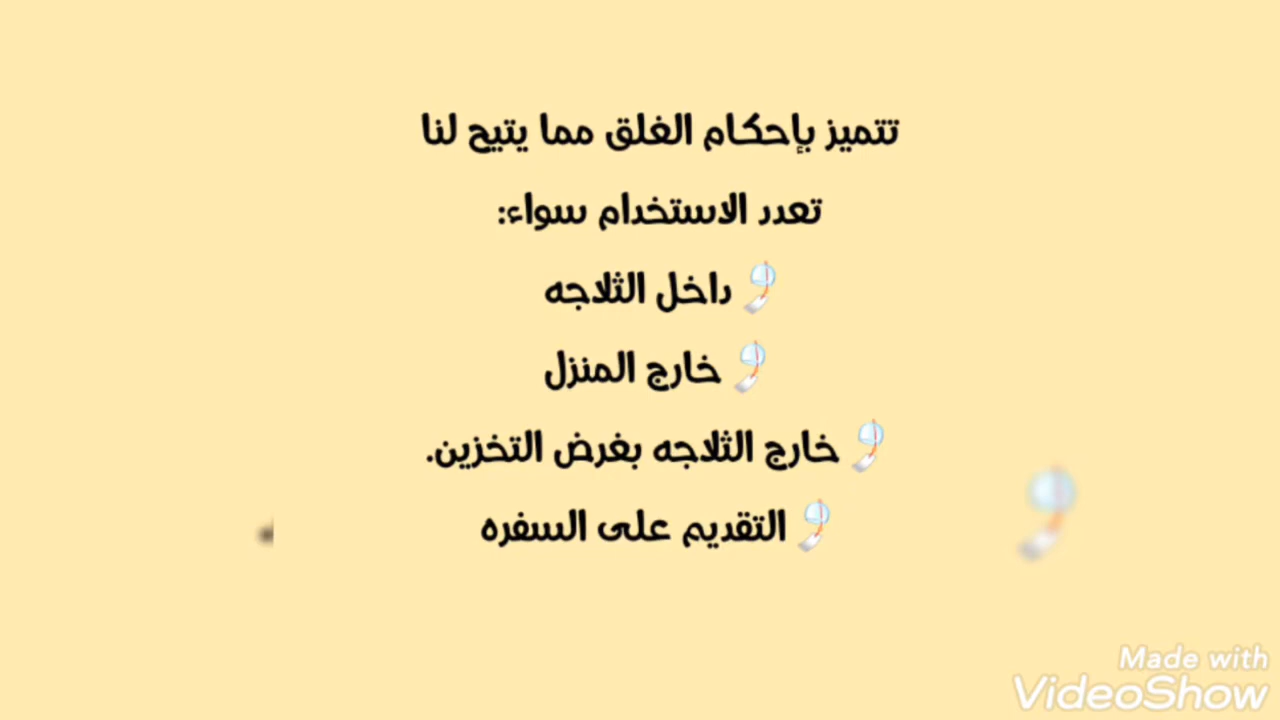 تتميز بإحكام الغلق مما يتيح لنا
تعدد الاستخدام سواء:
داخل الثلاجه
خارج المنزل
خارج الثلاجه بغرض التخزين.
التقديم على السفره
Made with
VideoShow